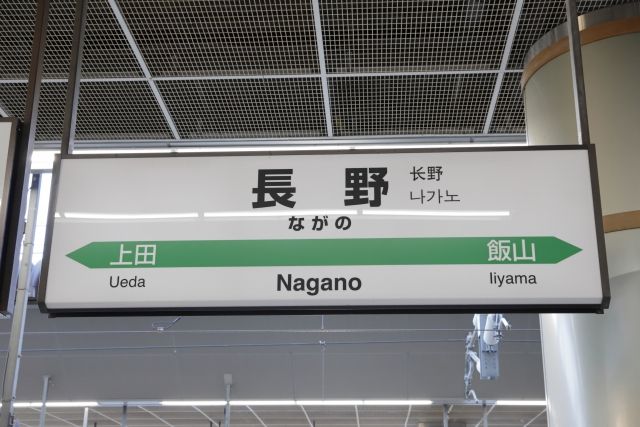 長野
长野
나가노
ながの
上田
飯山
Ueda
Nagano
Iiyama